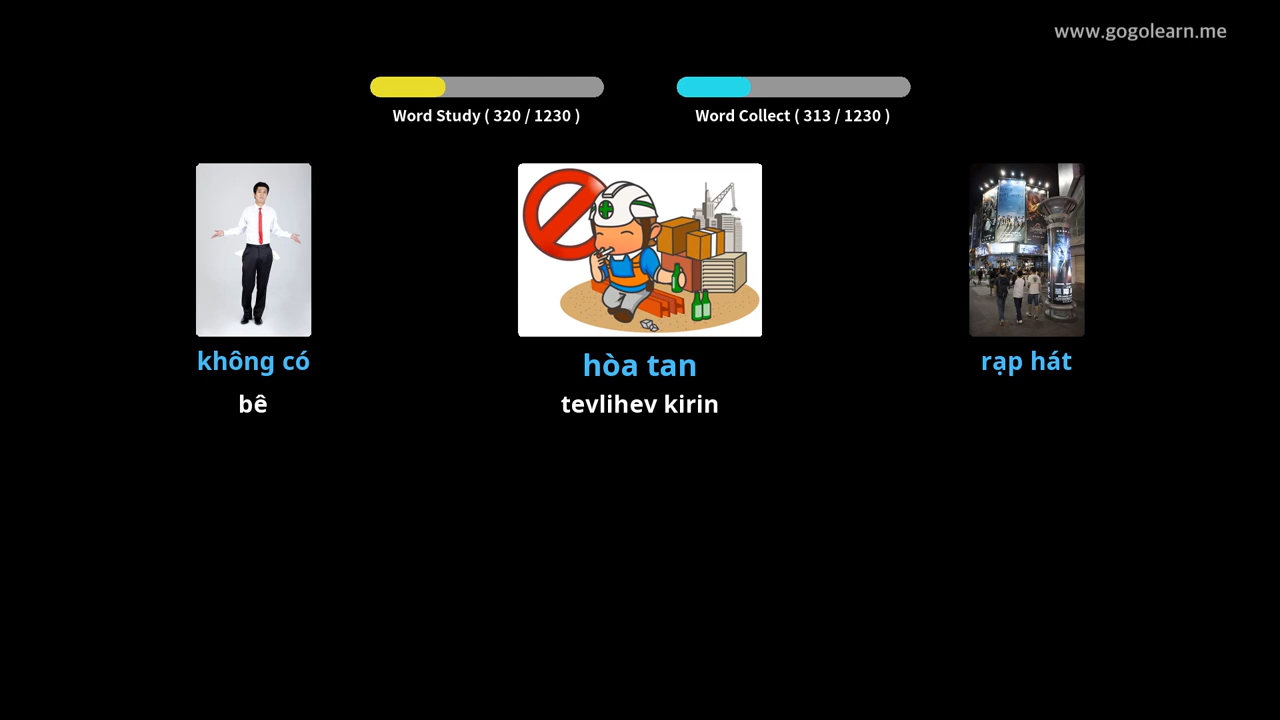 www.gogolearn.me
Word Study ( 320 / 1230 )
Word Collect ( 313 / 1230 )
không có
hòa tan
rạp hát
bê
tevlihev kirin